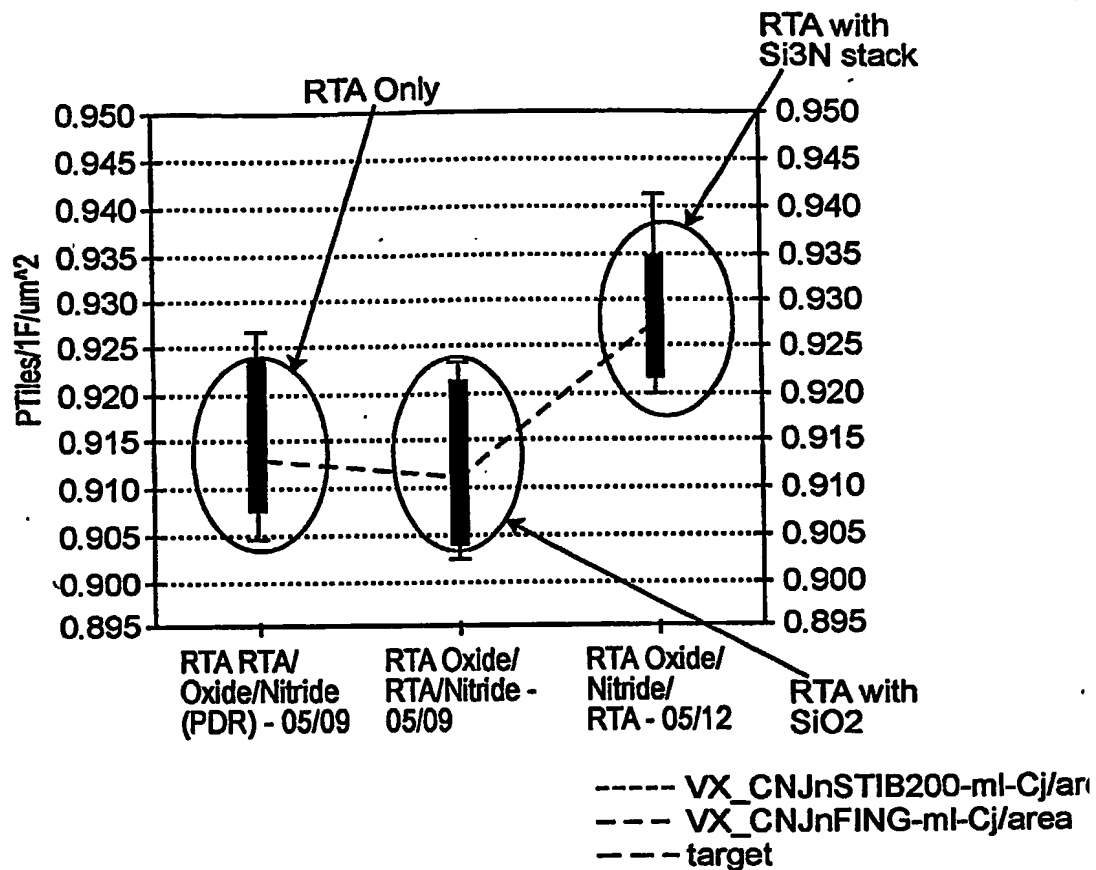 RTA with
Si3N stack
RTA Only
0.950
0.945
0.940
0.935
0.930
0.925
0.920
0.915
0.910
0.905
0.900
0.895
PTiles/1F/um^2
0.950
0.945
0.940
0.935
0.930
0.925
0.920
0.915
0.910
0.905
0.900
0.895
RTA RTA/
Oxide/Nitride
(PDR) - 05/09
RTA Oxide/
RTA/Nitride -
05/09
RTA Oxide/
Nitride/
RTA - 05/12
RTA with
SiO2
VX_CNJnSTIB200-ml-Cj/are
VX_CNJnFING-ml-Cj/area
target